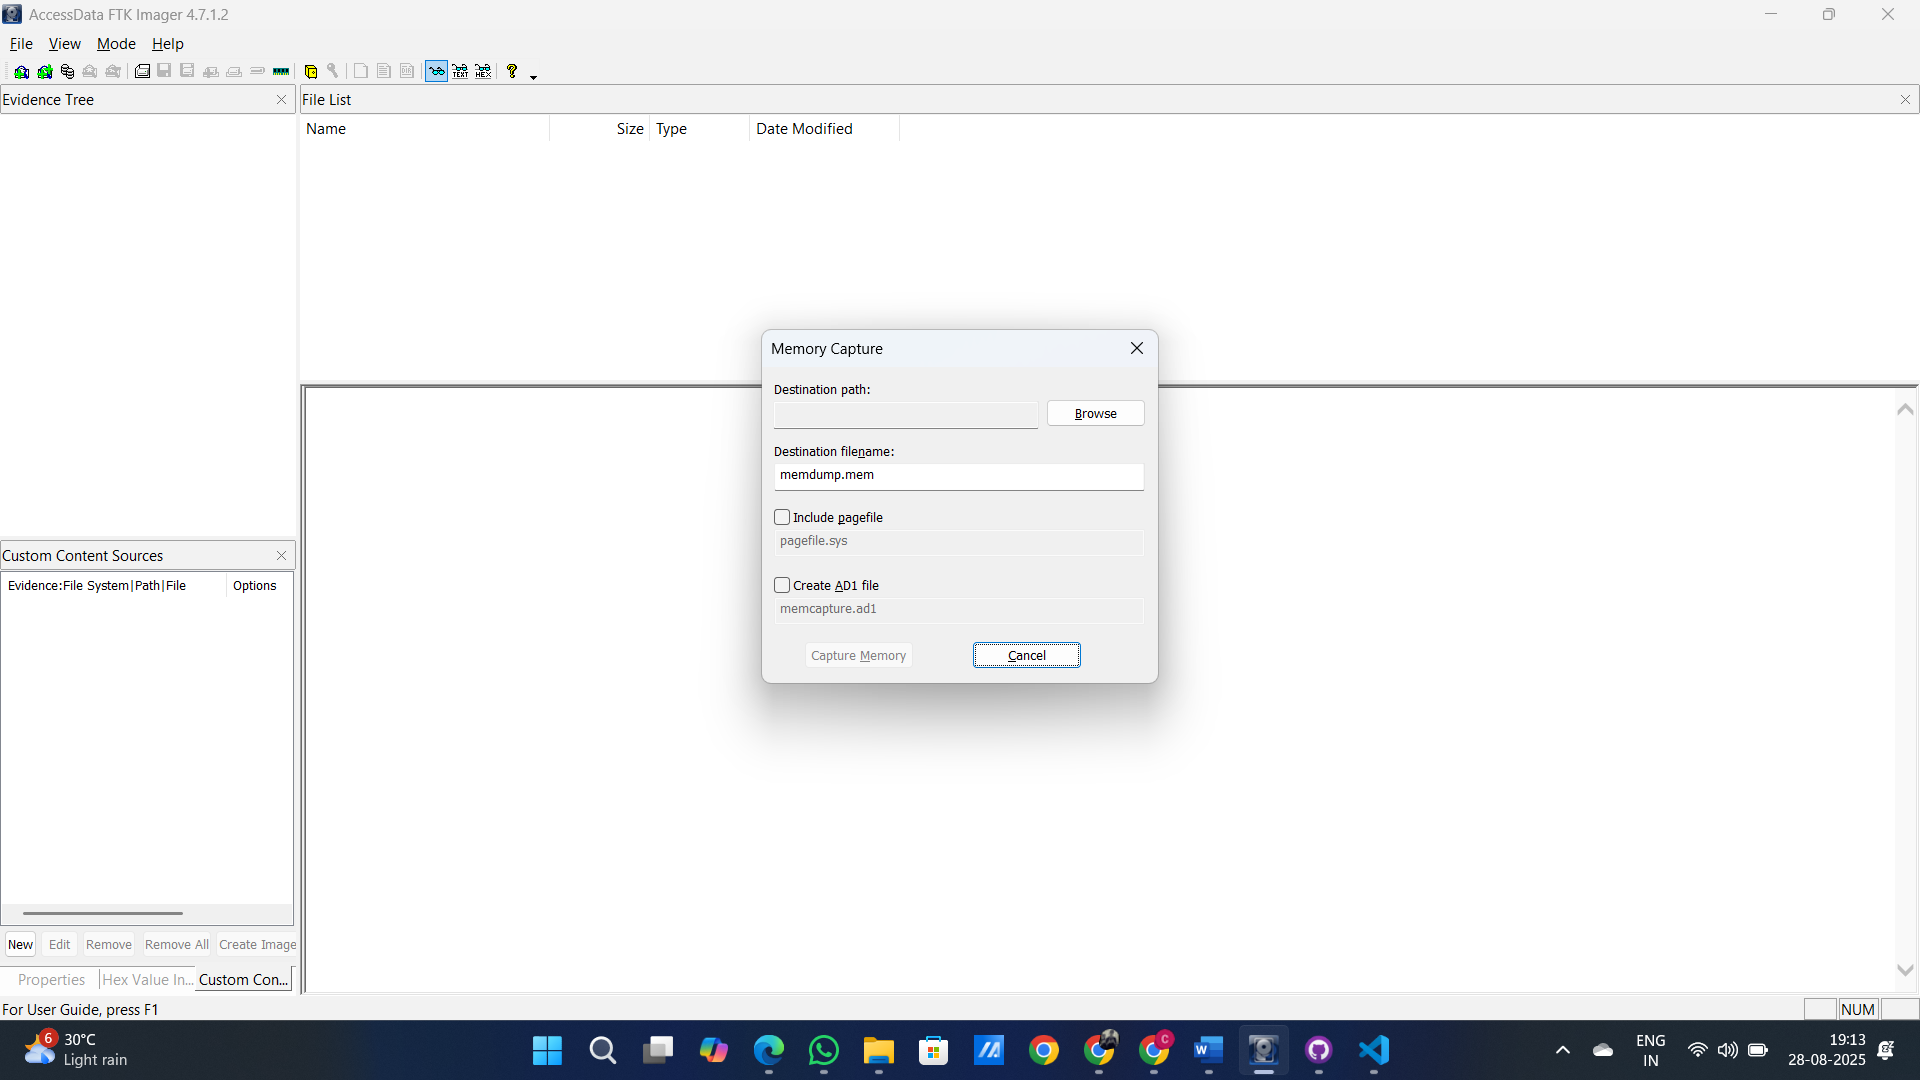 AccessData FTK Imager 4.7.1.2
File View Mode Help
TEXT HEX
Evidence Tree
File List
Name Size Type Date Modified
Memory Capture
Destination path:
Browse
Destination filename:
memdump.mem
Include pagefile
pagefile.sys
Create AD1 file
memcapture.ad1
Capture Memory Cancel
Custom Content Sources
Evidence:File System|Path|File Options
New Edit Remove Remove All Create Image
Properties Hex Value In... Custom Con...
For User Guide, press F1
NUM
6
30°C
Light rain
C
W
ENG
IN
19:13
28-08-2025